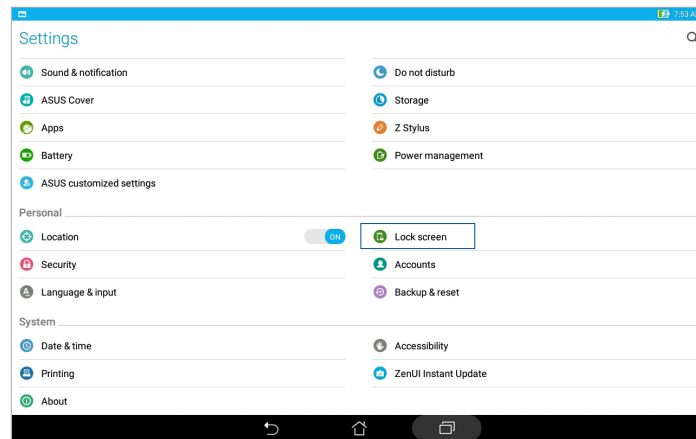 7:53 A
Settings
Sound & notification
Do not disturb
ASUS Cover
Storage
Apps
Z Stylus
Battery
Power management
ASUS customized settings
Personal
Location
ON
Lock screen
Security
Accounts
A
Language & input
Backup & reset
System
Date & time
Accessibility
Printing
ZenUI Instant Update
About